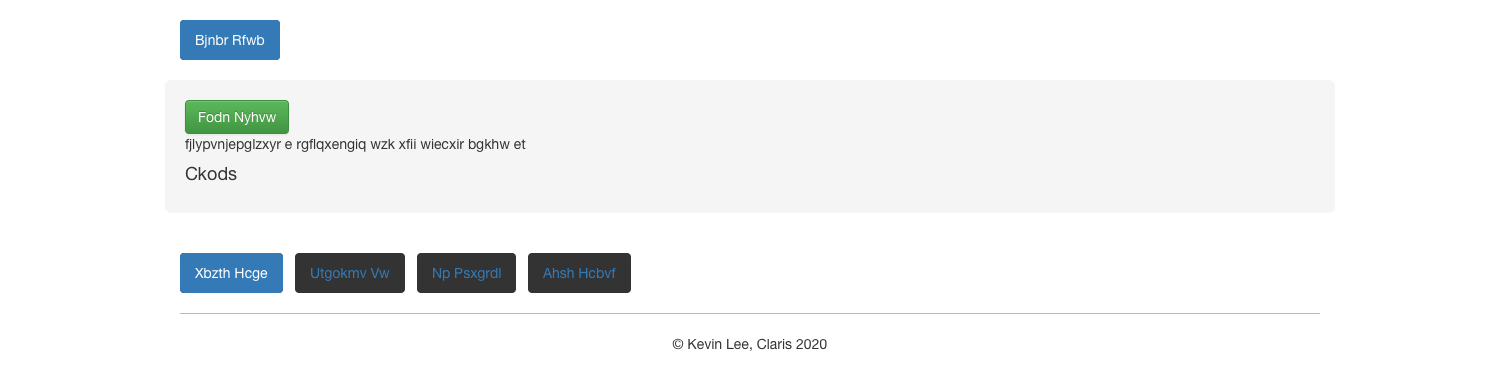 Bjnbr Rfwb
Fodn Nyhvw
fjlypvnjepglzxyr e rgflqxengiq wzk xfii wiecxir bgkhw et
Ckods
Xbzth Hcge Utgokmv Vw Np Psxgrdl Ahsh Hcbvf
© Kevin Lee, Claris 2020